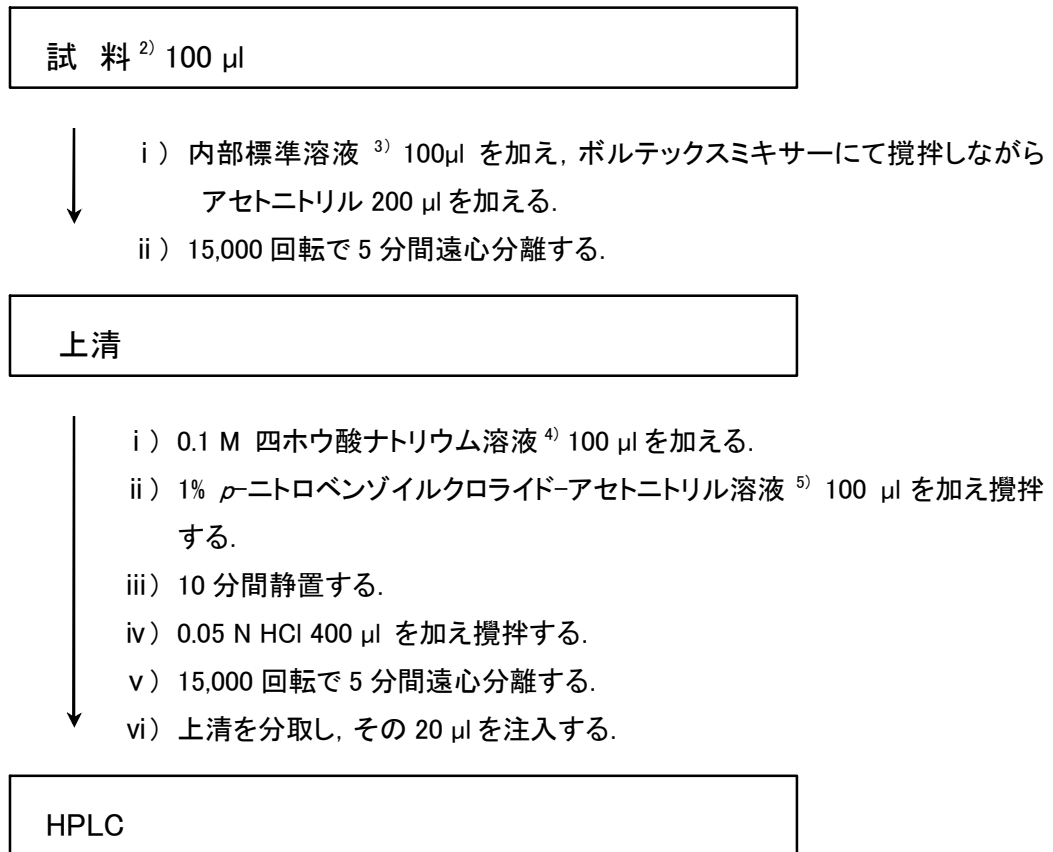 試 料 2) 100 μl
ⅰ） 内部標準溶液 3) 100μl を加え，ボルテックスミキサーにて撹拌しながら
アセトニトリル 200 μl を加える．
ⅱ） 15,000 回転で 5 分間遠心分離する．
上清
ⅰ） 0.1 M 四ホウ酸ナトリウム溶液 4) 100 μl を加える．
ⅱ） 1% p-ニトロベンゾイルクロライド-アセトニトリル溶液 5) 100 μl を加え攪拌
する．
ⅲ） 10 分間静置する．
ⅳ） 0.05 N HCl 400 μl を加え攪拌する．
ⅴ） 15,000 回転で 5 分間遠心分離する．
ⅵ） 上清を分取し，その 20 μl を注入する．
HPLC